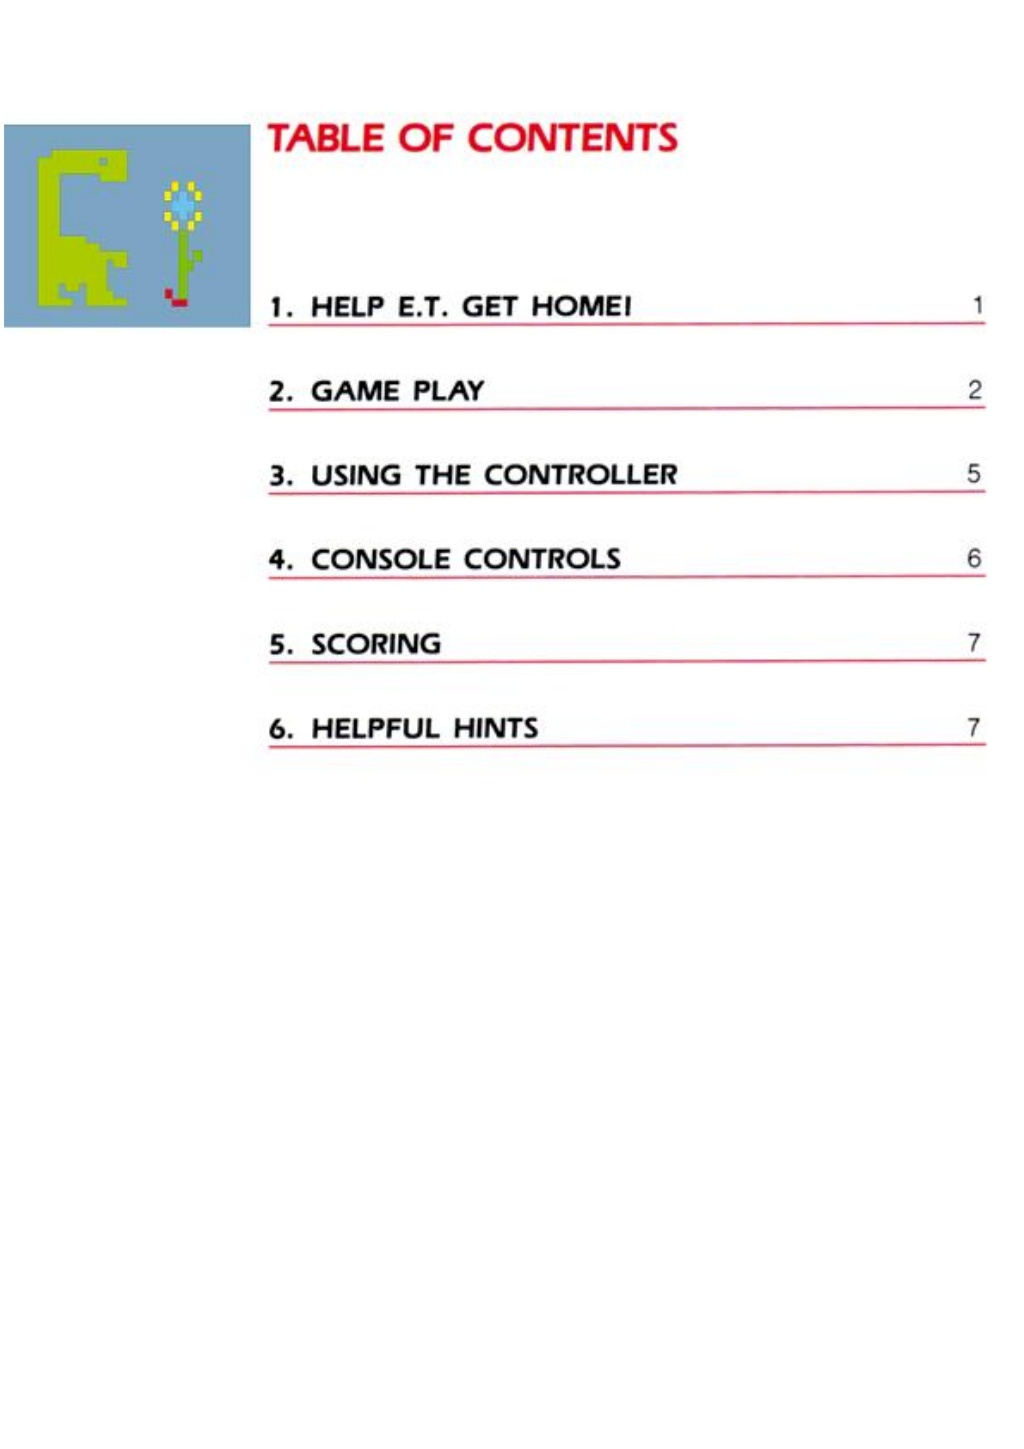 TABLE OF CONTENTS
1. HELP E.T. GET HOME! 1
2. GAME PLAY 2
3. USING THE CONTROLLER 5
4. CONSOLE CONTROLS 6
5. SCORING 7
6. HELPFUL HINTS 7